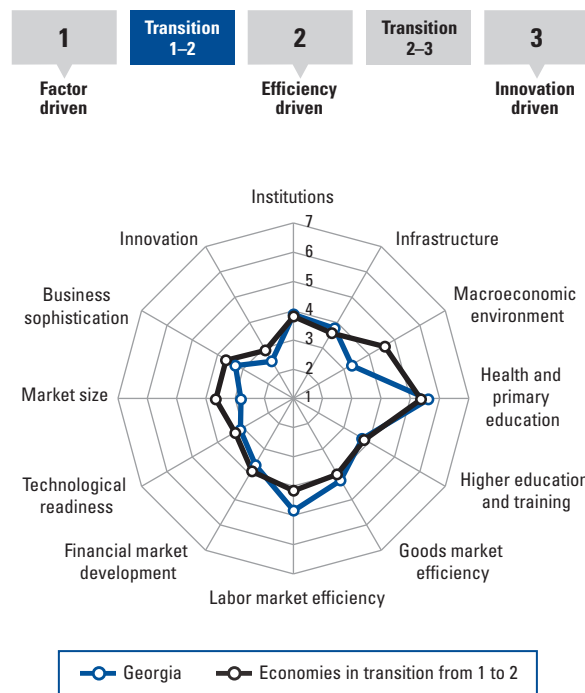 1
Transition
1–2
2
Transition
2–3
3
Factor
driven
Efficiency
driven
Innovation
driven
Institutions
7
Innovation
6
Infrastructure
5
Business
sophistication
4
Macroeconomic
environment
3
2
Market size
1
Health and
primary
education
Technological
readiness
Higher education
and training
Financial market
development
Goods market
efficiency
Labor market efficiency
Georgia
Economies in transition from 1 to 2